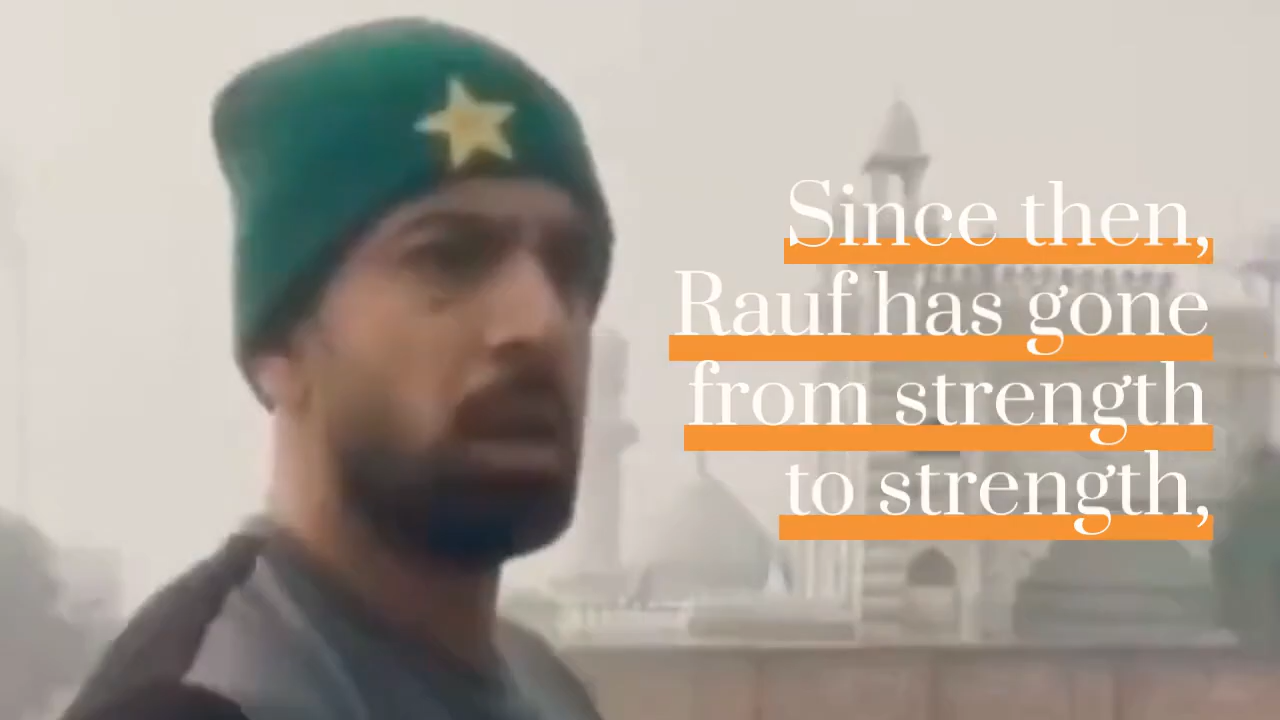 Since then,
Rauf has gone
from strength
to strength,